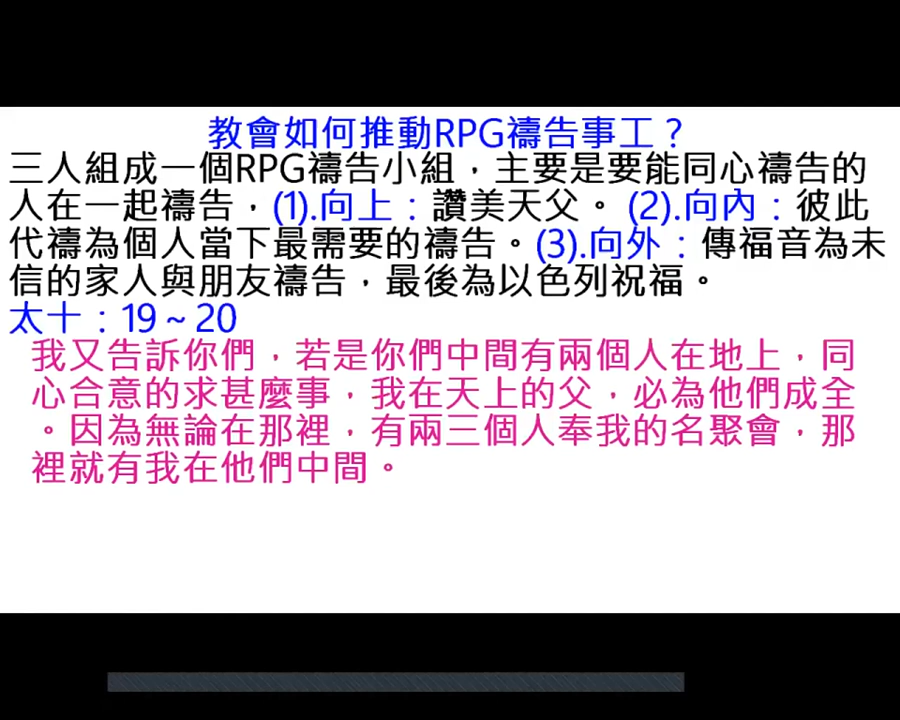 教會如何推動RPG禱告事工？
三人組成一個RPG禱告小組，主要是要能同心禱告的
人在一起禱告，(1).向上：讚美天父。(2).向內：彼此
代禱為個人當下最需要的禱告。(3).向外：傳福音為未
信的家人與朋友禱告，最後為以色列祝福。
太十：19～20
我又告訴你們，若是你們中間有兩個人在地上，同
心合意的求甚麼事，我在天上的父，必為他們成全
。因為無論在那裡，有兩三個人奉我的名聚會，那
裡就有我在他們中間。